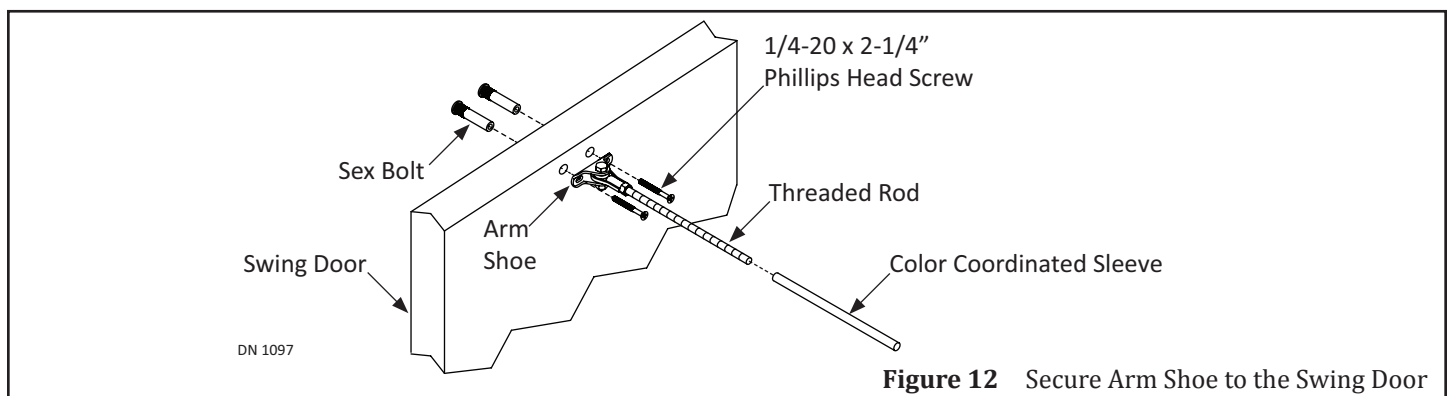 1/4-20 x 2-1/4”
Phillips Head Screw
Sex Bolt
Threaded Rod
Arm
Shoe
Swing Door
Color Coordinated Sleeve
DN 1097
Figure 12 Secure Arm Shoe to the Swing Door